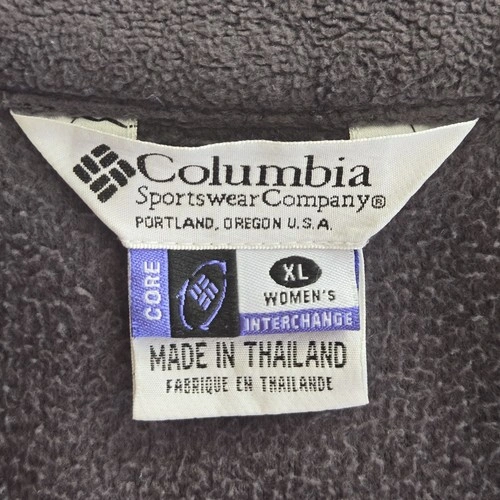 Columbia
Sportswear Company®
PORTLAND, OREGON U.S.A.
CORE
XL
WOMEN'S
INTERCHANGE
MADE IN THAILAND
FABRIQUE EN THAILANDE